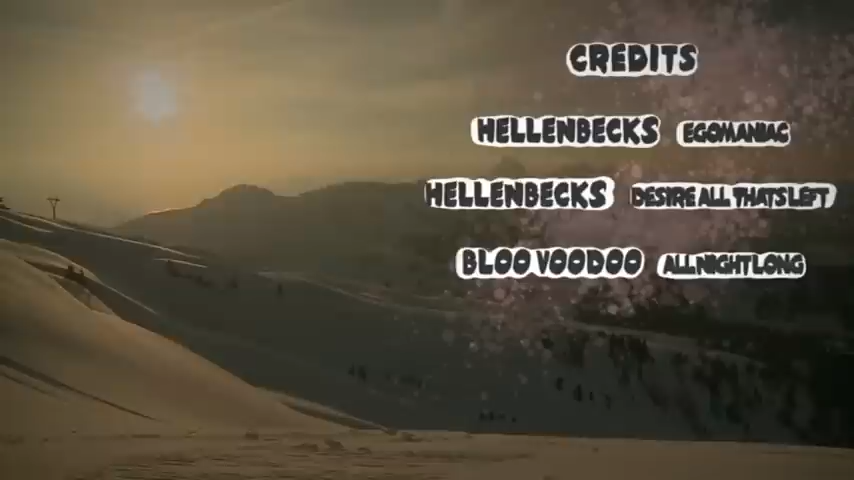 CREDITS
HELLENBECKS EGOMANIAC
HELLENBECKS DESIRE ALL THATS LEFT
BLOO VOODOO ALL NIGHT LONG